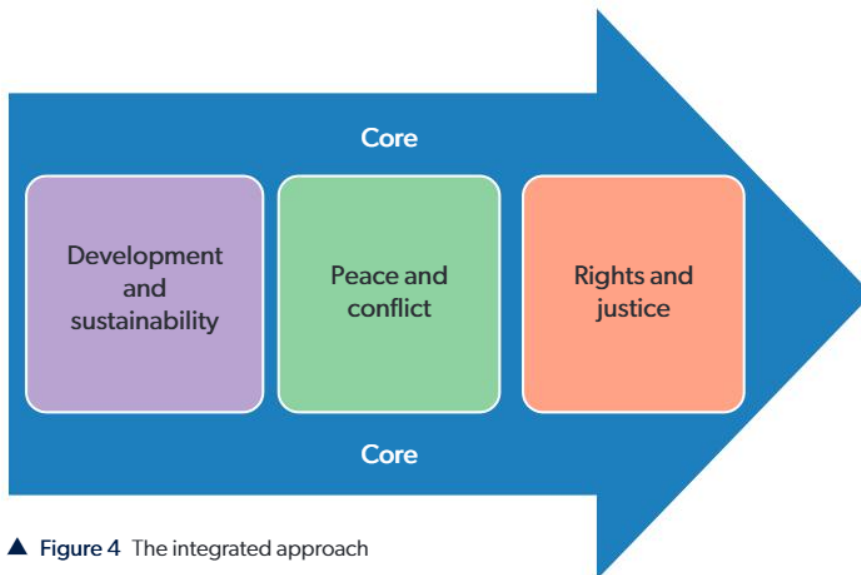 Core
Development
and
sustainability
Peace and
conflict
Rights and
justice
Core
▲ Figure 4 The integrated approach